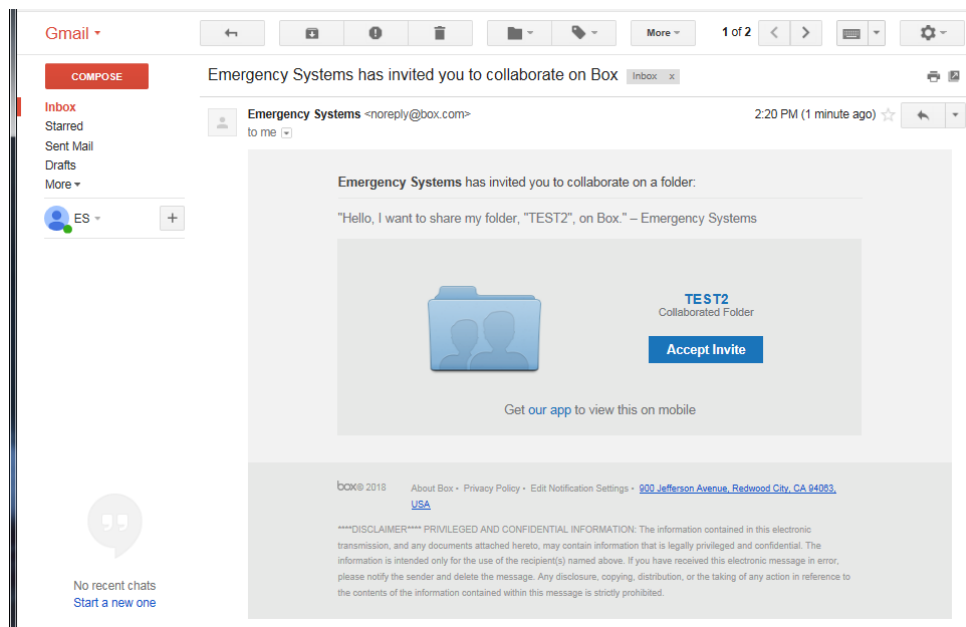 Gmail
More
1 of 2
COMPOSE
Emergency Systems has invited you to collaborate on Box Inbox x
Inbox
Starred
Sent Mail
Drafts
More
ES
Emergency Systems <noreply@box.com>
2:20 PM (1 minute ago)
to me
Emergency Systems has invited you to collaborate on a folder:
"Hello, I want to share my folder, "TEST2", on Box." – Emergency Systems
TEST2
Collaborated Folder
Accept Invite
Get our app to view this on mobile
box © 2018 About Box • Privacy Policy • Edit Notification Settings • 900 Jefferson Avenue, Redwood City, CA 94063,
USA
****DISCLAIMER**** PRIVILEGED AND CONFIDENTIAL INFORMATION: The information contained in this electronic
transmission, and any documents attached hereto, may contain information that is legally privileged and confidential. The
information is intended only for the use of the recipient(s) named above. If you have received this electronic message in error,
please notify the sender and delete the message. Any disclosure, copying, distribution, or the taking of any action in reference to
the contents of the information contained within this message is strictly prohibited.
No recent chats
Start a new one